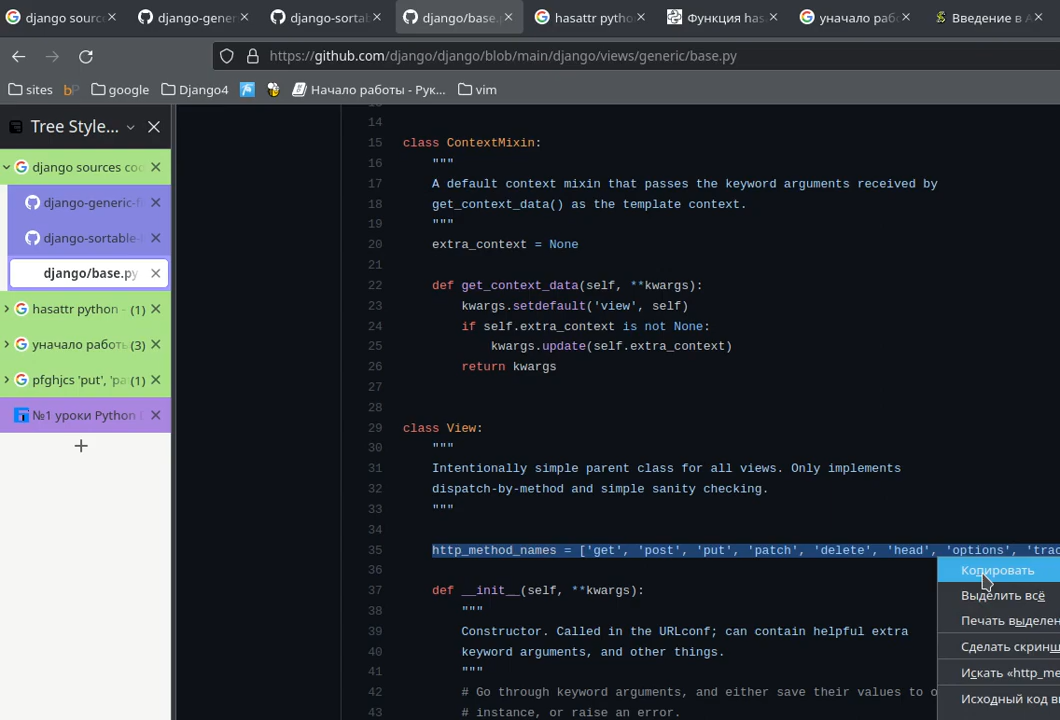 django sourc
django-gener
django-sortab
django/base.
hasattr pytho
Функция has
уначало рабо
Введение в A
https://github.com/django/django/blob/main/django/views/generic/base.py
sites
bP
google
Django4
Начало работы - Рук...
vim
Tree Style...
django sources co
django-generic-f
django-sortable-
django/base.py
hasattr python - (1)
уначало работь (3)
pfghjcs 'put', 'pa (1)
№1 уроки Python
+
14
15 class ContextMixin:
16 """
17 A default context mixin that passes the keyword arguments received by
18 get_context_data() as the template context.
19 """
20 extra_context = None
21
22 def get_context_data(self, **kwargs):
23 kwargs.setdefault('view', self)
24 if self.extra_context is not None:
25 kwargs.update(self.extra_context)
26 return kwargs
27
28
29 class View:
30 """
31 Intentionally simple parent class for all views. Only implements
32 dispatch-by-method and simple sanity checking.
33 """
34
35 http_method_names = ['get', 'post', 'put', 'patch', 'delete', 'head', 'options', 'trac
36
37 def __init__(self, **kwargs):
38 """
39 Constructor. Called in the URLconf; can contain helpful extra
40 keyword arguments, and other things.
41 """
42 # Go through keyword arguments, and either save their values to o
43 # instance, or raise an error.
Копировать
Выделить всё
Печать выделен
Сделать скринш
Искать «http_me
Исходный код в